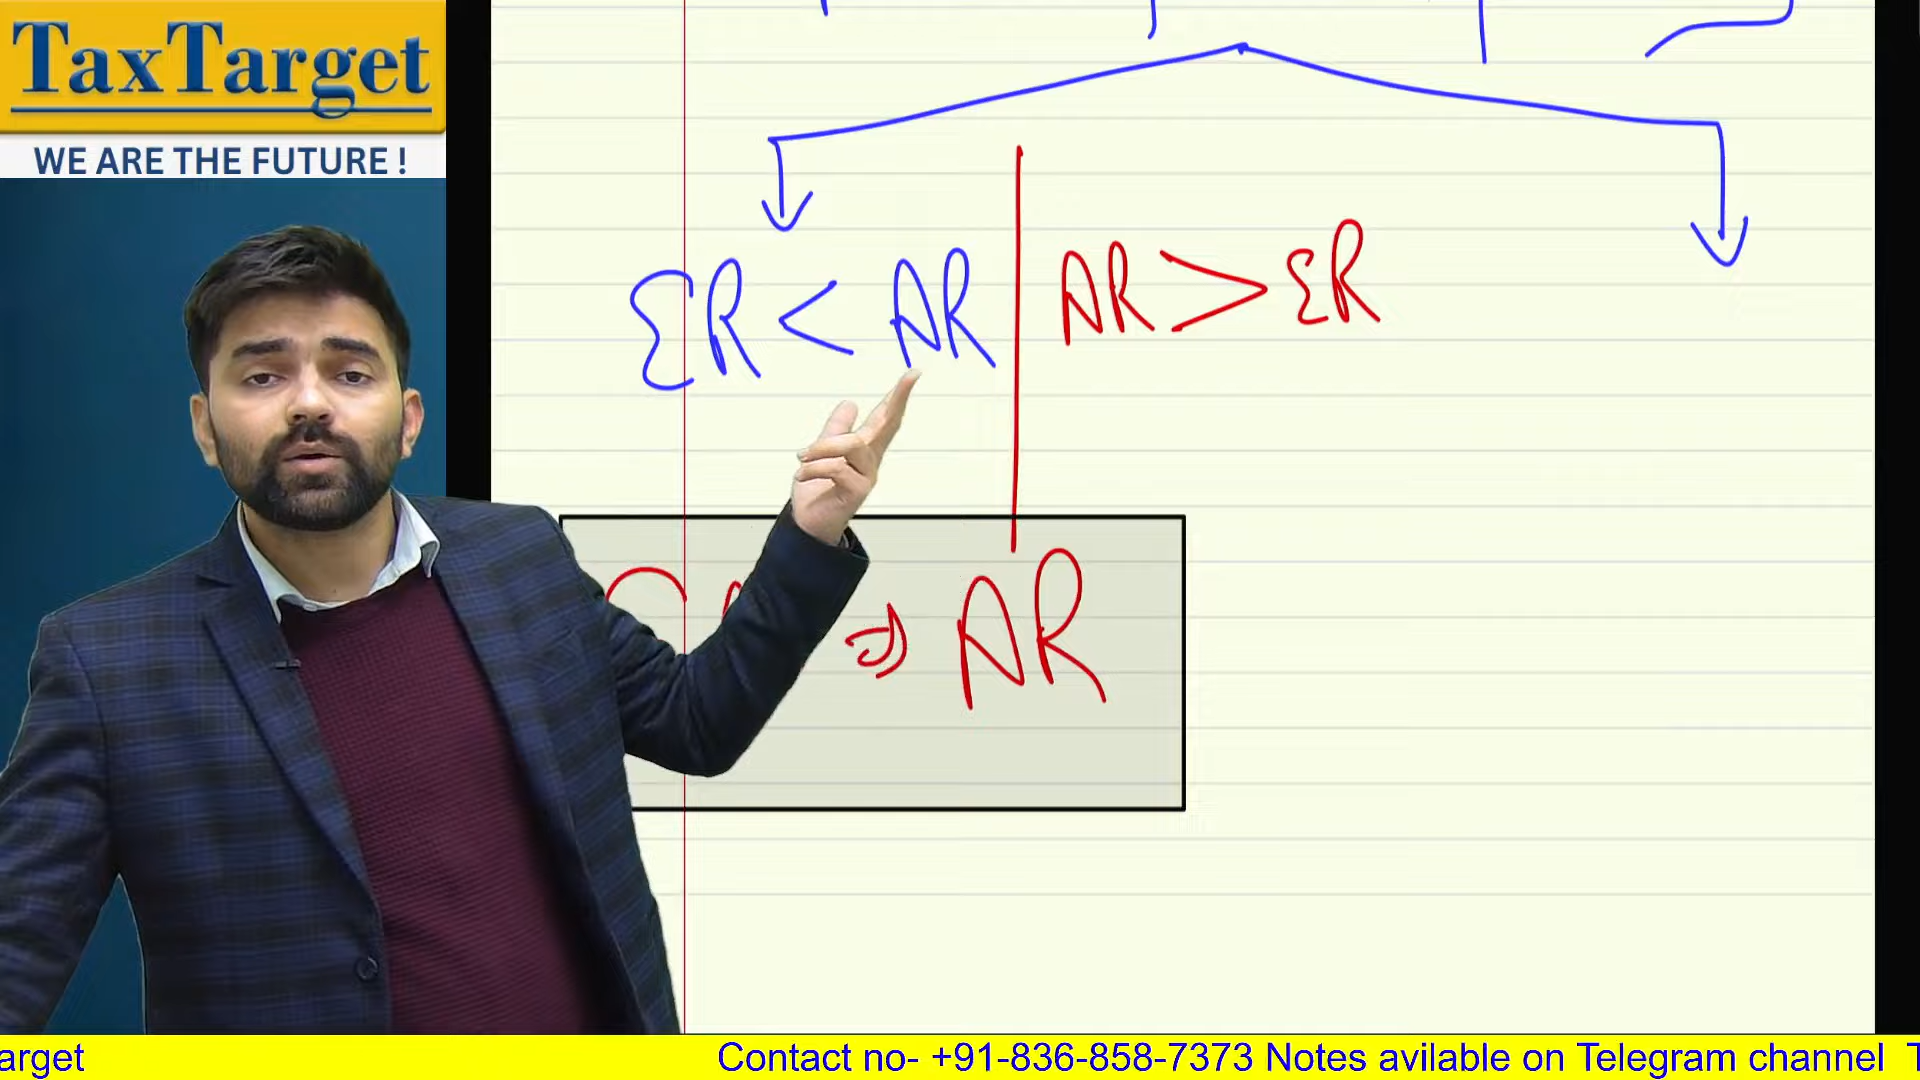 TaxTarget
WE ARE THE FUTURE !
ER < AR
AR > ER
⇒ AR
arget Contact no- +91-836-858-7373 Notes avilable on Telegram channel T